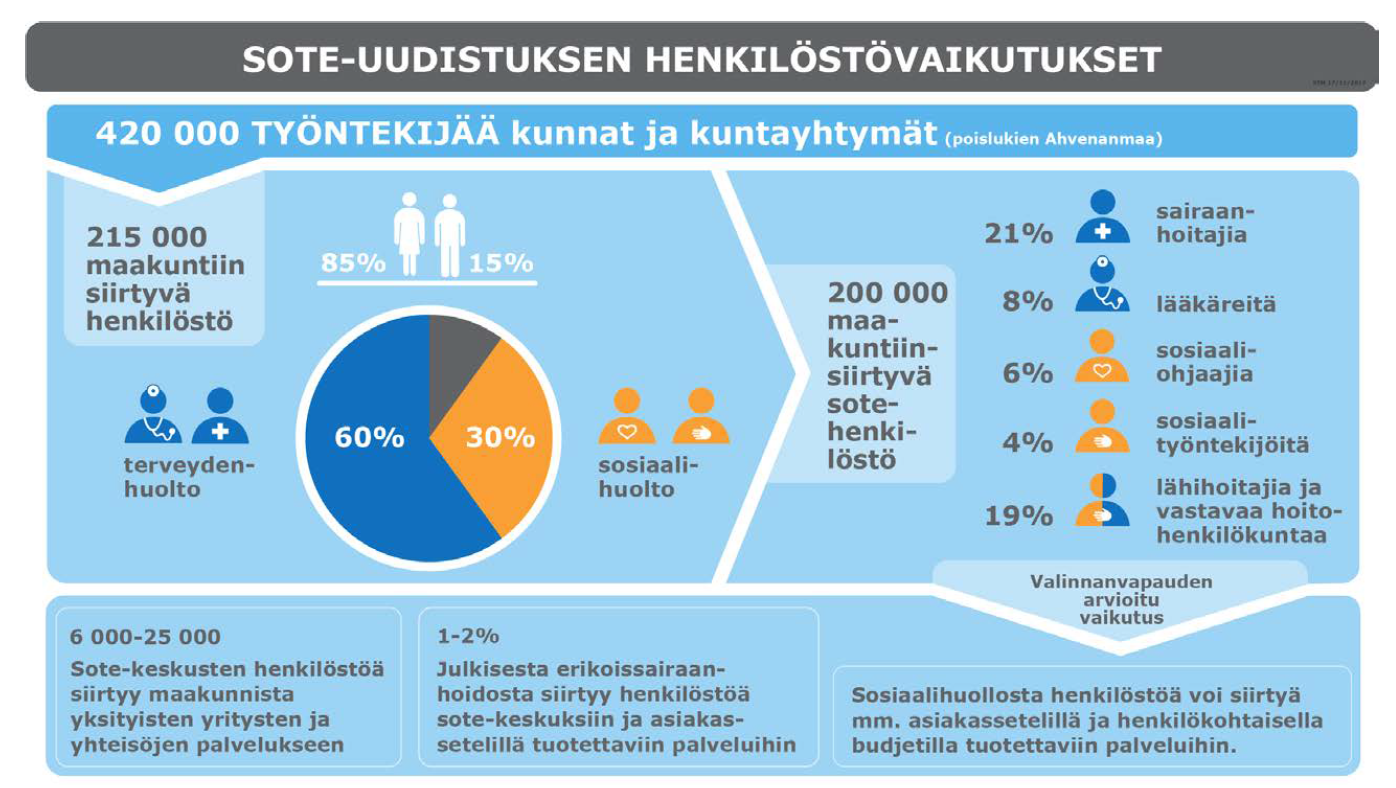 SOTE-UUDISTUKSEN HENKILÖSTÖVAIKUTUKSET
420 000 TYÖNTEKIJÄÄ kunnat ja kuntayhtymät (poislukien Ahvenanmaa)
215 000
maakuntiin
siirtyvä
henkilöstö
85%
15%
60%
30%
terveyden-
huolto
sosiaali-
huolto
200 000
maa-
kuntiin-
siirtyvä
sote-
henki-
löstö
21%
sairaan-
hoitajia
8%
lääkäreitä
6%
sosiaali-
ohjaajia
4%
sosiaali-
työntekijöitä
19%
lähihoitajia ja
vastavaa hoito-
henkilökuntaa
Valinnanvapauden
arvioitu
vaikutus
6 000-25 000
Sote-keskusten henkilöstöä
siirtyy maakunnista
yksityisten yritysten ja
yhteisöjen palvelukseen
1-2%
Julkisesta erikoissairaan-
hoidosta siirtyy henkilöstöä
sote-keskuksiin ja asiakas-
setelillä tuotettaviin palveluihin
Sosiaalihuollosta henkilöstöä voi siirtyä
mm. asiakassetelillä ja henkilökohtaisella
budjetilla tuotettaviin palveluihin.